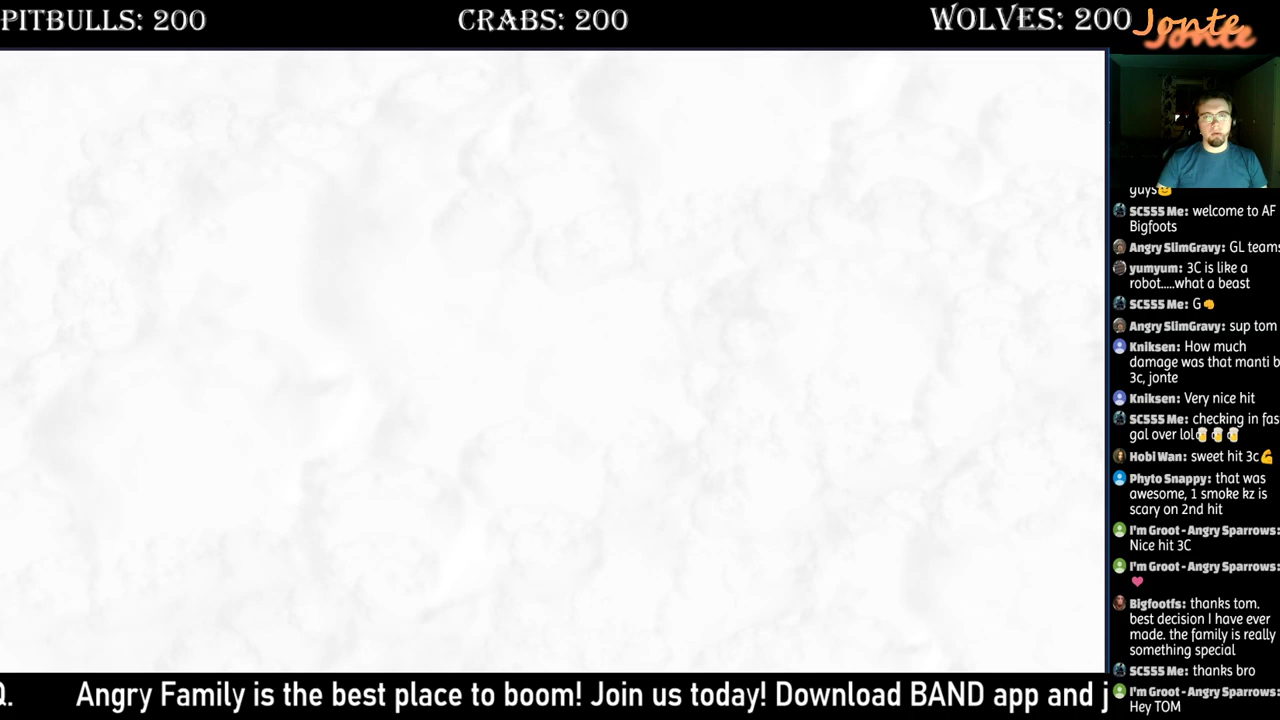 PITBULLS: 200 CRABS: 200 WOLVES: 200 Jonte
guys
SC555 Me: welcome to AF
Bigfoots
Angry SlimGravy: GL teams
yumyum: 3C is like a
robot.....what a beast
SC555 Me: G
Angry SlimGravy: sup tom
Kniksen: How much
damage was that manti b
3c, jonte
Kniksen: Very nice hit
SC555 Me: checking in fas
gal over lol
Hobi Wan: sweet hit 3c
Phyto Snappy: that was
awesome, 1 smoke kz is
scary on 2nd hit
I'm Groot - Angry Sparrows:
Nice hit 3C
I'm Groot - Angry Sparrows:
Bigfootfs: thanks tom.
best decision I have ever
made. the family is really
something special
SC555 Me: thanks bro
I'm Groot - Angry Sparrows:
Hey TOM
Q. Angry Family is the best place to boom! Join us today! Download BAND app and j